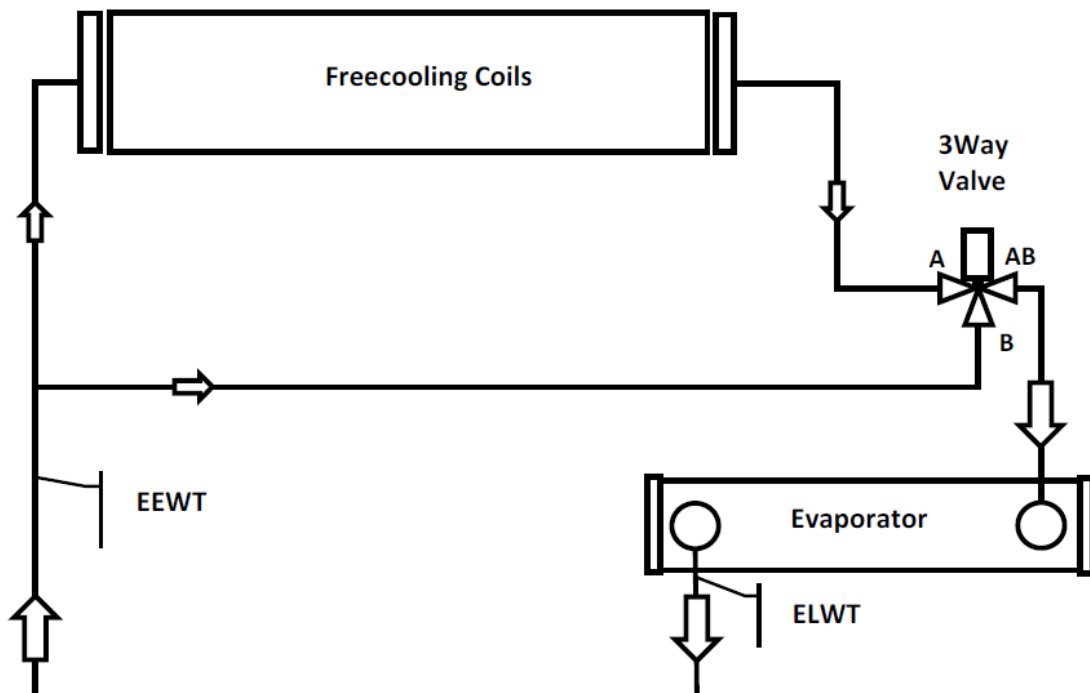 Freecooling Coils
3Way
Valve
A
AB
B
EEWT
Evaporator
ELWT